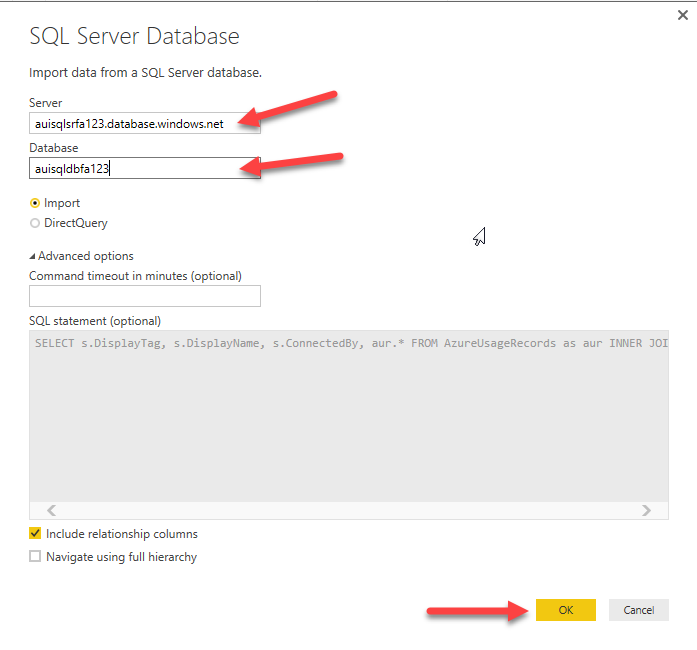 SQL Server Database
Import data from a SQL Server database.
Server
auisqlsrfa123.database.windows.net
Database
auisqldbfa123
Import
DirectQuery
Advanced options
Command timeout in minutes (optional)
SQL statement (optional)
SELECT s.DisplayTag, s.DisplayName, s.ConnectedBy, aur.* FROM AzureUsageRecords as aur INNER JOI
Include relationship columns
Navigate using full hierarchy
OK
Cancel